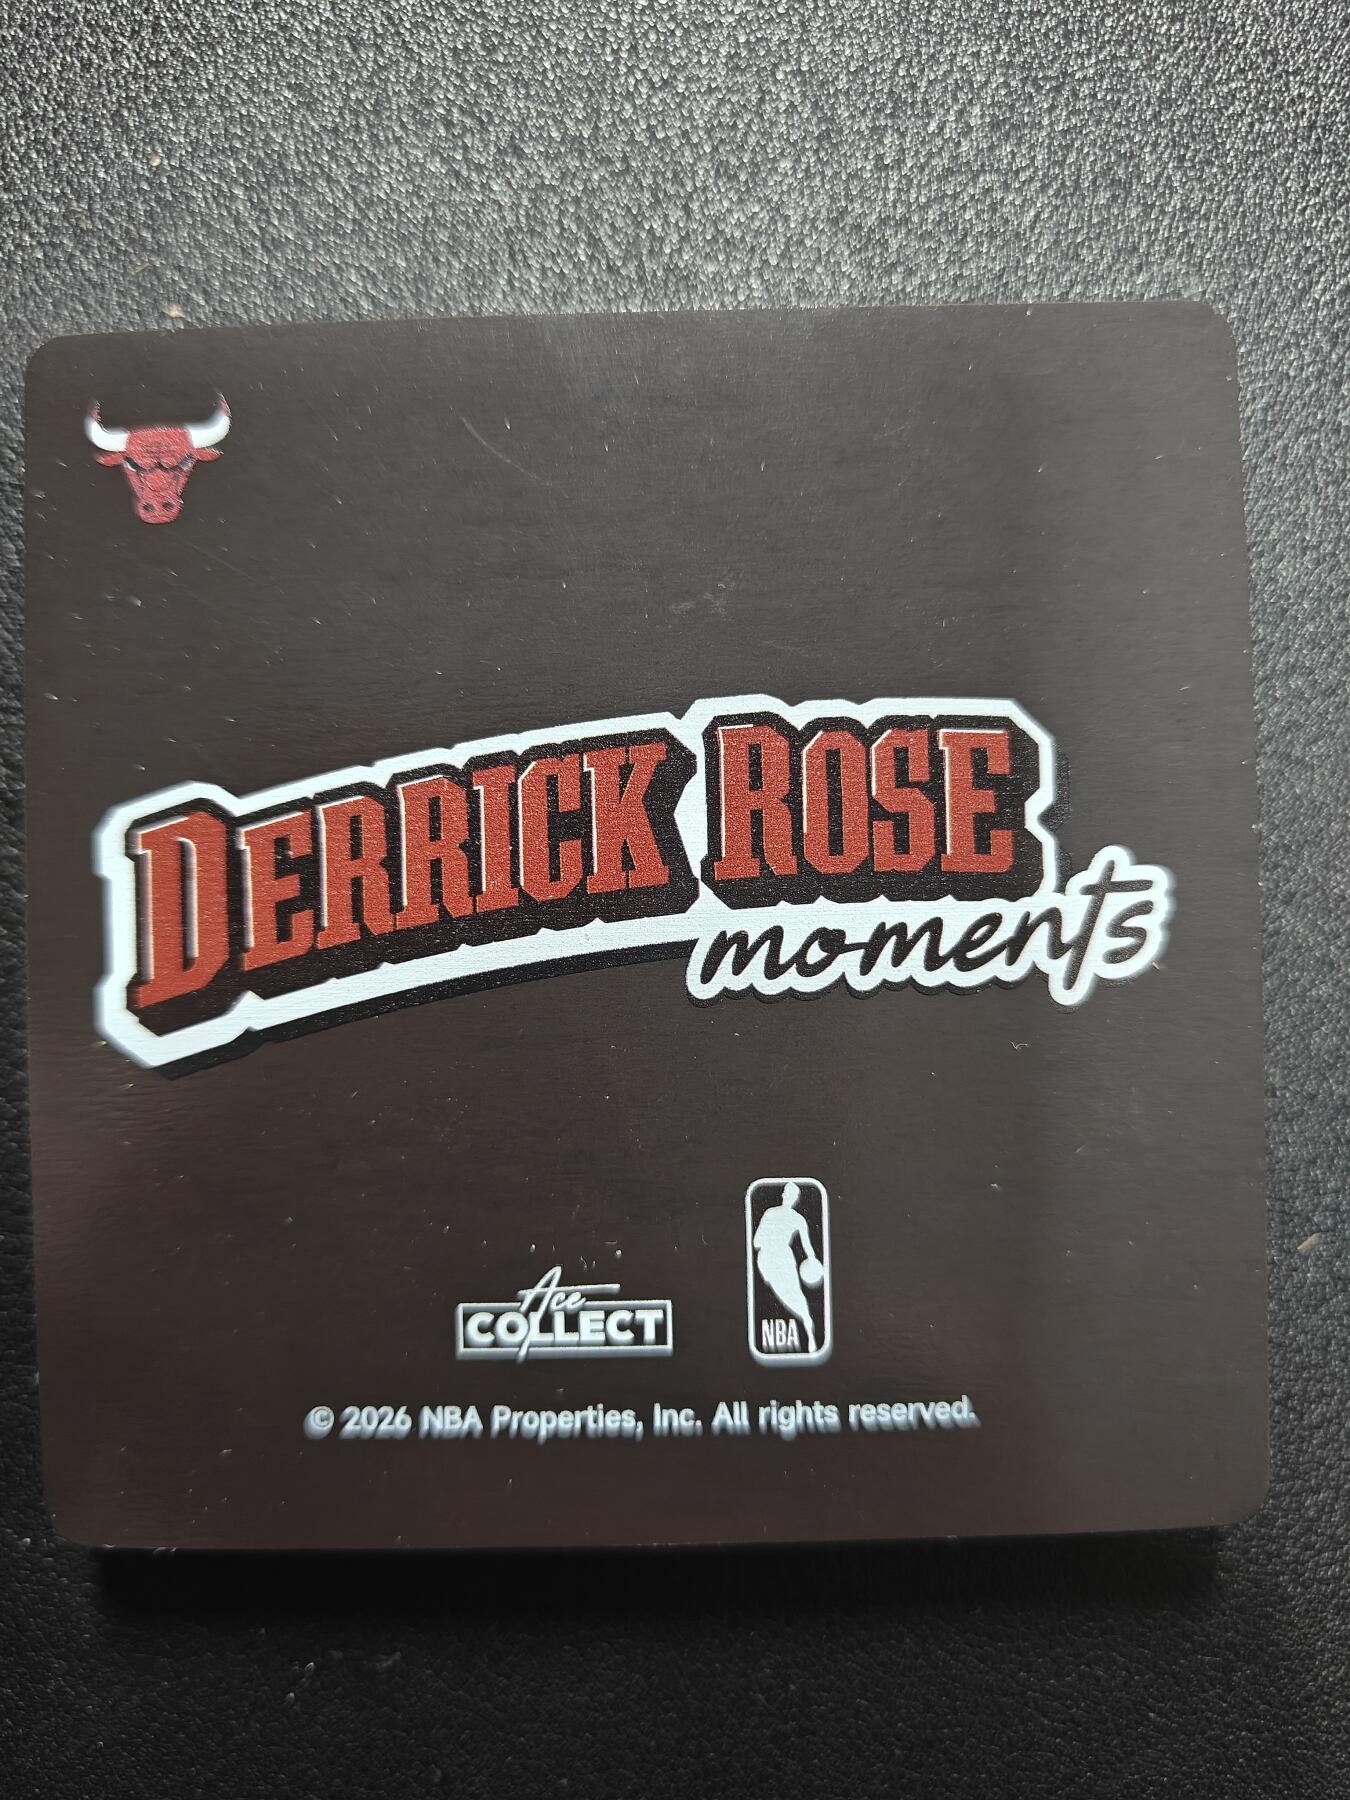 DERRICK ROSE
moments
Ace
COLLECT
NBA
© 2026 NBA Properties, Inc. All rights reserved.